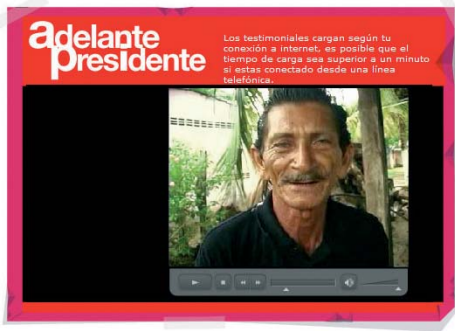 adelante
presidente
Los testimoniales cargan según tu
conexión a internet, es posible que el
tiempo de carga sea superior a un minuto
si estas conectado desde una línea
telefónica.